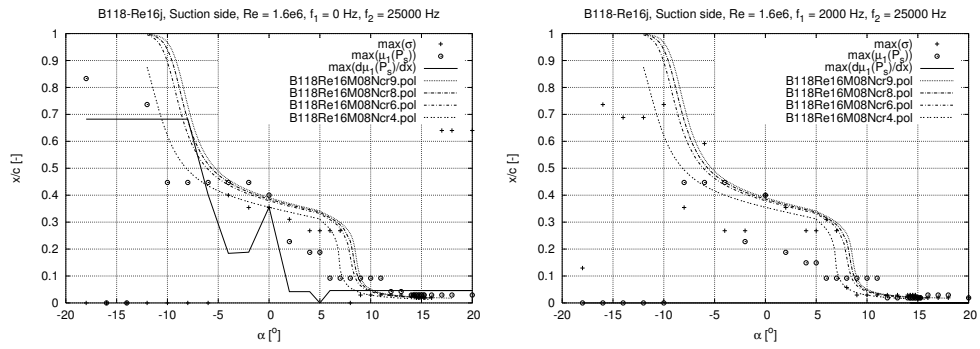 B118-Re16j, Suction side, Re = 1.6e6, f₁ = 0 Hz, f₂ = 25000 Hz
max(σ)
max(μ₁(Pₛ))
max(dμ₁(Pₛ)/dx)
B118Re16M08Ncr9.pol
B118Re16M08Ncr8.pol
B118Re16M08Ncr6.pol
B118Re16M08Ncr4.pol
1
0.9
0.8
0.7
0.6
0.5
0.4
0.3
0.2
0.1
0
x/c [-]
-20 -15 -10 -5 0 5 10 15 20
α [°]
B118-Re16j, Suction side, Re = 1.6e6, f₁ = 2000 Hz, f₂ = 25000 Hz
max(σ)
max(μ₁(Pₛ))
max(dμ₁(Pₛ)/dx)
B118Re16M08Ncr9.pol
B118Re16M08Ncr8.pol
B118Re16M08Ncr6.pol
B118Re16M08Ncr4.pol
1
0.9
0.8
0.7
0.6
0.5
0.4
0.3
0.2
0.1
0
x/c [-]
-20 -15 -10 -5 0 5 10 15 20
α [°]